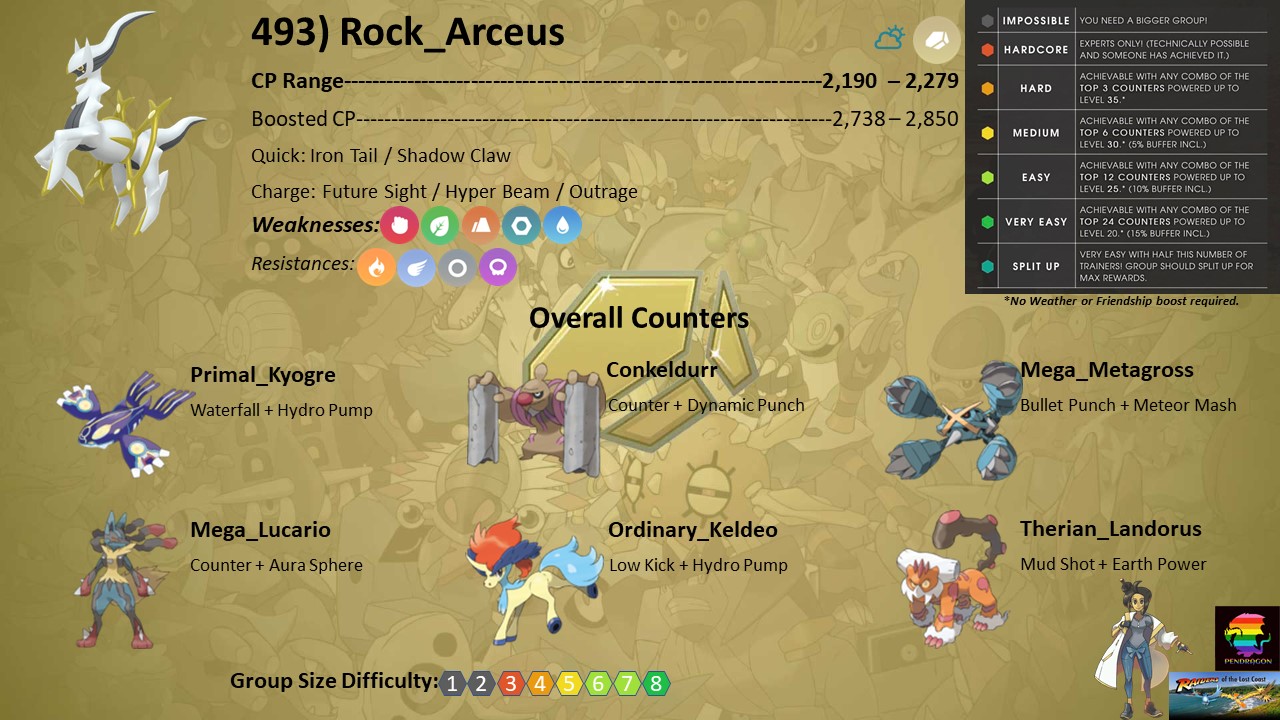 493) Rock_Arceus
CP Range--------------------------------------------------------------------2,190 – 2,279
Boosted CP--------------------------------------------------------------------2,738 – 2,850
Quick: Iron Tail / Shadow Claw
Charge: Future Sight / Hyper Beam / Outrage
Weaknesses:
Resistances:
IMPOSSIBLE YOU NEED A BIGGER GROUP!
HARDCORE EXPERTS ONLY! (TECHNICALLY POSSIBLE
AND SOMEONE HAS ACHIEVED IT.)
HARD ACHIEVABLE WITH ANY COMBO OF THE
TOP 3 COUNTERS POWERED UP TO
LEVEL 35.*
MEDIUM ACHIEVABLE WITH ANY COMBO OF THE
TOP 6 COUNTERS POWERED UP TO
LEVEL 30.* (5% BUFFER INCL.)
EASY ACHIEVABLE WITH ANY COMBO OF THE
TOP 12 COUNTERS POWERED UP TO
LEVEL 25.* (10% BUFFER INCL.)
VERY EASY ACHIEVABLE WITH ANY COMBO OF THE
TOP 24 COUNTERS POWERED UP TO
LEVEL 20.* (15% BUFFER INCL.)
SPLIT UP VERY EASY WITH HALF THIS NUMBER OF
TRAINERS! GROUP SHOULD SPLIT UP FOR
MAX REWARDS.
*No Weather or Friendship boost required.
Overall Counters
Primal_Kyogre
Waterfall + Hydro Pump
Conkeldurr
Counter + Dynamic Punch
Mega_Metagross
Bullet Punch + Meteor Mash
Mega_Lucario
Counter + Aura Sphere
Ordinary_Keldeo
Low Kick + Hydro Pump
Therian_Landorus
Mud Shot + Earth Power
Group Size Difficulty: 1 2 3 4 5 6 7 8
PENDRAGON
RAIDERS of the Lost Coast